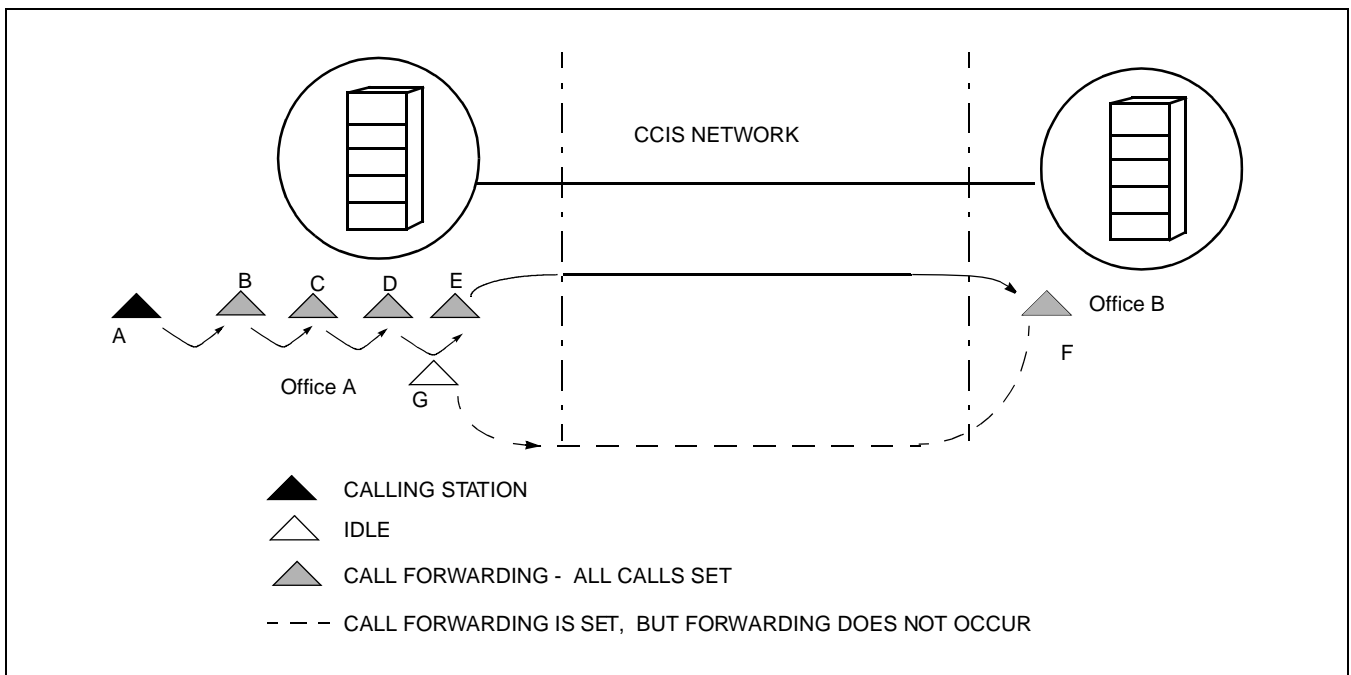 CCIS NETWORK
B
C
D
E
A
Office B
F
Office A
G
CALLING STATION
IDLE
CALL FORWARDING - ALL CALLS SET
CALL FORWARDING IS SET, BUT FORWARDING DOES NOT OCCUR